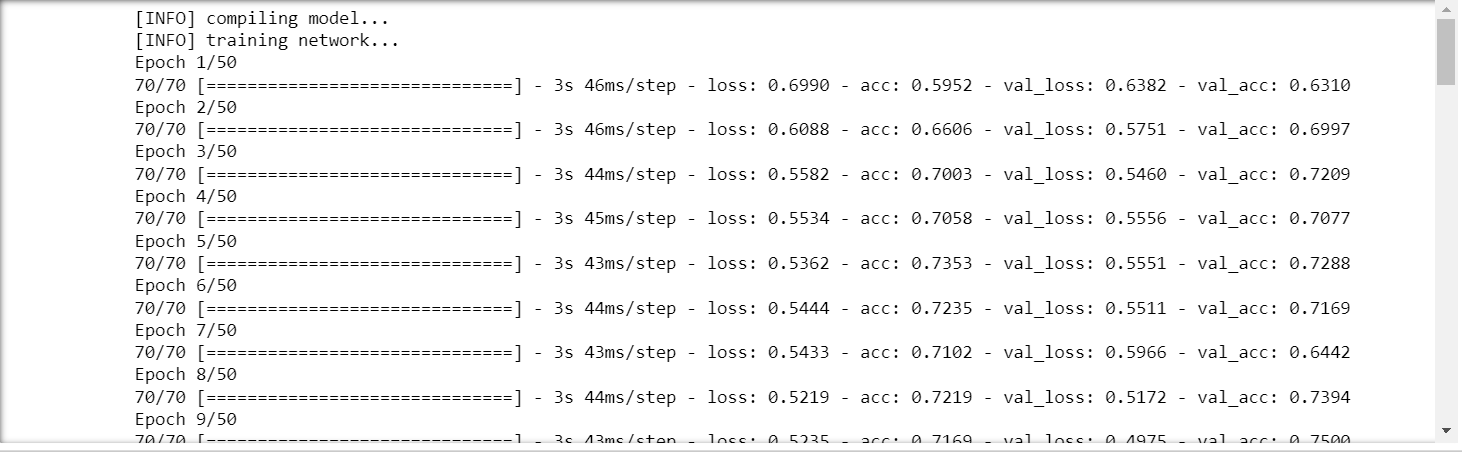 [INFO] compiling model...
[INFO] training network...
Epoch 1/50
70/70 [==============================] - 3s 46ms/step - loss: 0.6990 - acc: 0.5952 - val_loss: 0.6382 - val_acc: 0.6310
Epoch 2/50
70/70 [==============================] - 3s 46ms/step - loss: 0.6088 - acc: 0.6606 - val_loss: 0.5751 - val_acc: 0.6997
Epoch 3/50
70/70 [==============================] - 3s 44ms/step - loss: 0.5582 - acc: 0.7003 - val_loss: 0.5460 - val_acc: 0.7209
Epoch 4/50
70/70 [==============================] - 3s 45ms/step - loss: 0.5534 - acc: 0.7058 - val_loss: 0.5556 - val_acc: 0.7077
Epoch 5/50
70/70 [==============================] - 3s 43ms/step - loss: 0.5362 - acc: 0.7353 - val_loss: 0.5551 - val_acc: 0.7288
Epoch 6/50
70/70 [==============================] - 3s 44ms/step - loss: 0.5444 - acc: 0.7235 - val_loss: 0.5511 - val_acc: 0.7169
Epoch 7/50
70/70 [==============================] - 3s 43ms/step - loss: 0.5433 - acc: 0.7102 - val_loss: 0.5966 - val_acc: 0.6442
Epoch 8/50
70/70 [==============================] - 3s 44ms/step - loss: 0.5219 - acc: 0.7219 - val_loss: 0.5172 - val_acc: 0.7394
Epoch 9/50
70/70 [==============================] - 3s 43ms/step - loss: 0.5235 - acc: 0.7169 - val_loss: 0.4975 - val_acc: 0.7500